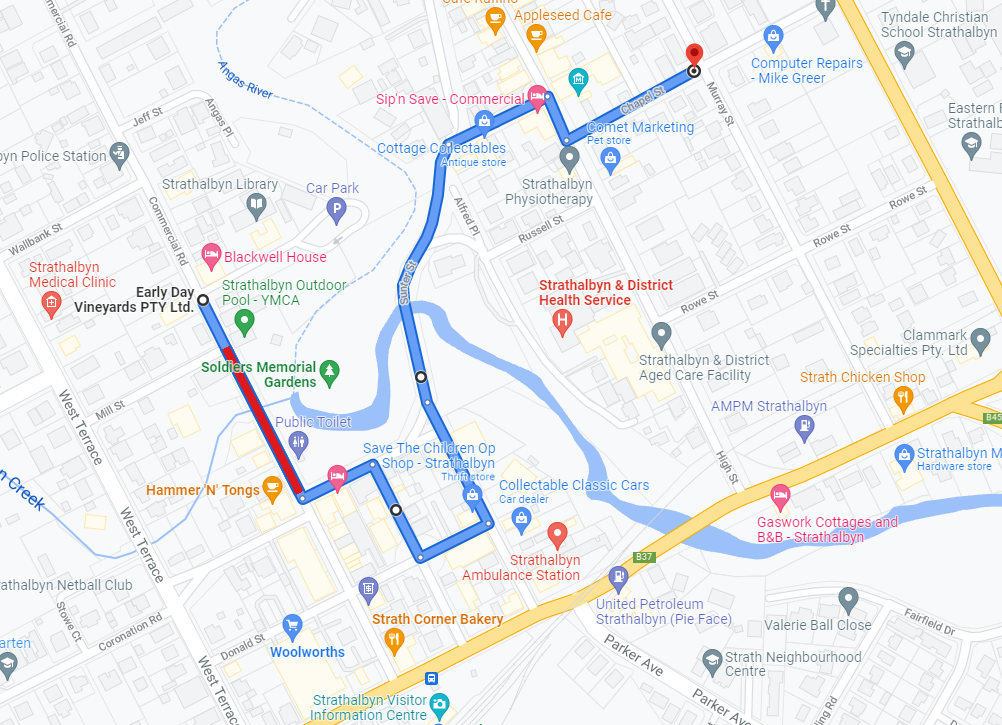 Commercial Rd
Appleseed Cafe
Tyndale Christian
School Strathalbyn
Computer Repairs
- Mike Greer
Angas River
Sip'n Save - Commercial
Chapel St
Murray St
Jeff St
Angas Pl
Comet Marketing
Pet store
Cottage Collectables
Antique store
yn Police Station
Strathalbyn Library
Car Park
Strathalbyn
Physiotherapy
Alfred Pl
Russell St
Rowe St
Commercial Rd
Wallbank St
Rowe St
Blackwell House
Strathalbyn
Medical Clinic
Early Day
Vineyards PTY Ltd.
Strathalbyn Outdoor
Pool - YMCA
Sunter St
Strathalbyn & District
Health Service
Rowe St
Clammark
Specialties Pty. Ltd
Strathalbyn & District
Aged Care Facility
Soldiers Memorial
Gardens
Strath Chicken Shop
West Terrace
Mill St
AMPM Strathalbyn
B45
Public Toilet
Save The Children Op
Shop - Strathalbyn
Thrift store
Strathalbyn M
Hardware store
High St
Collectable Classic Cars
Car dealer
Hammer 'N' Tongs
n Creek
Gaswork Cottages and
B&B - Strathalbyn
West Terrace
B37
Strathalbyn
Ambulance Station
rathalbyn Netball Club
Stowe Ct
United Petroleum
Strathalbyn (Pie Face)
Valerie Ball Close
Fairfield Dr
Coronation Rd
Strath Corner Bakery
Donald St
Woolworths
arten
Parker Ave
Strath Neighbourhood
Centre
West Terrace
Parker Ave
Strathalbyn Visitor
Information Centre